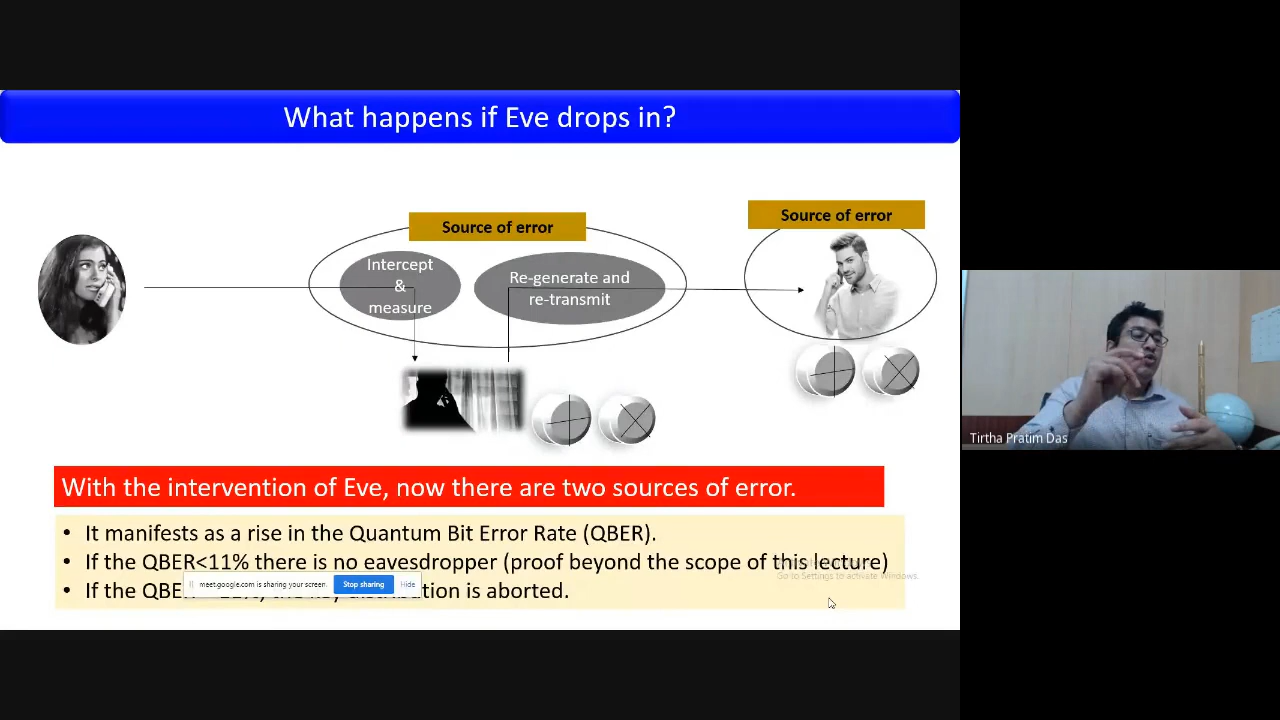 What happens if Eve drops in?
Source of error
Source of error
Intercept
&
measure
Re-generate and
re-transmit
With the intervention of Eve, now there are two sources of error.
• It manifests as a rise in the Quantum Bit Error Rate (QBER).
• If the QBER<11% there is no eavesdropper (proof beyond the scope of this lecture)
• If the distribution is aborted.
meet.google.com is sharing your screen.
Stop sharing
Hide
Go to Settings to activate Windows.
Tirtha Pratim Das